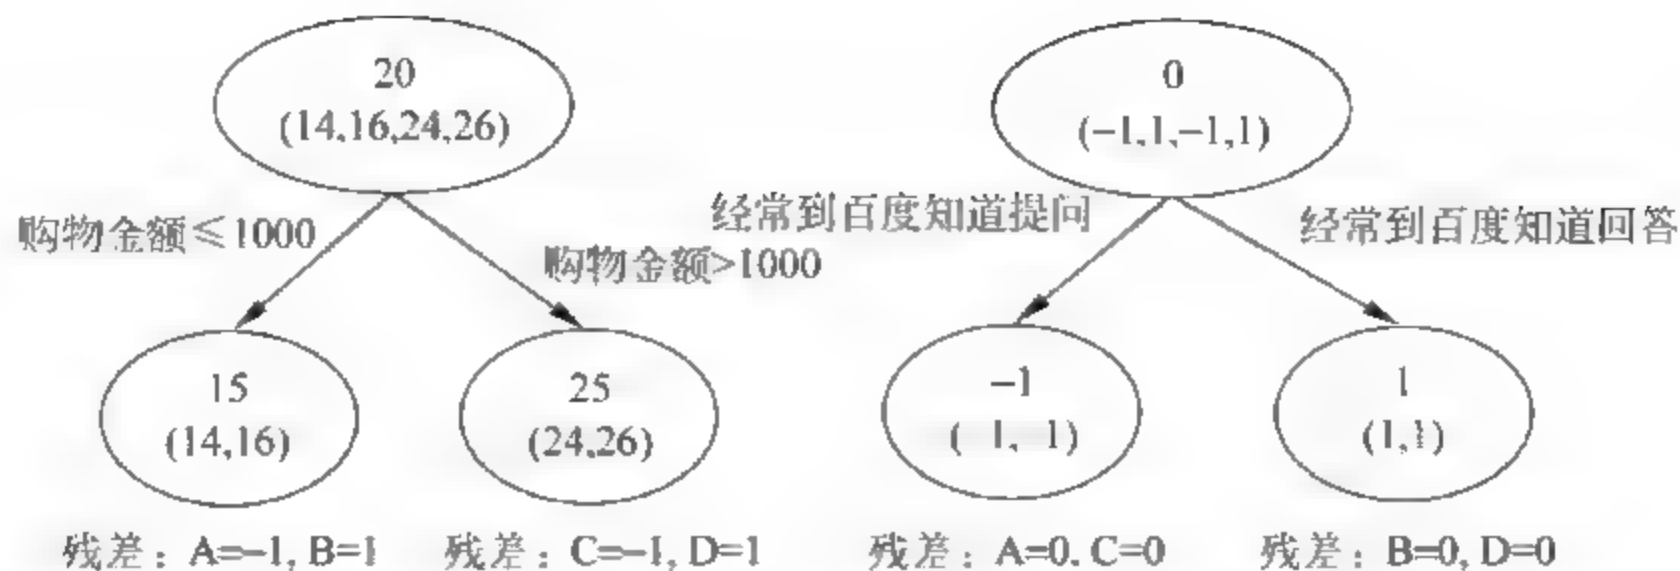 20
(14,16,24,26)
购物金额≤1000
购物金额>1000
15
(14,16)
25
(24,26)
残差：A=-1, B=1
残差：C=-1, D=1
0
(-1,1,-1,1)
经常到百度知道提问
经常到百度知道回答
-1
(-1,-1)
1
(1,1)
残差：A=0, C=0
残差：B=0, D=0